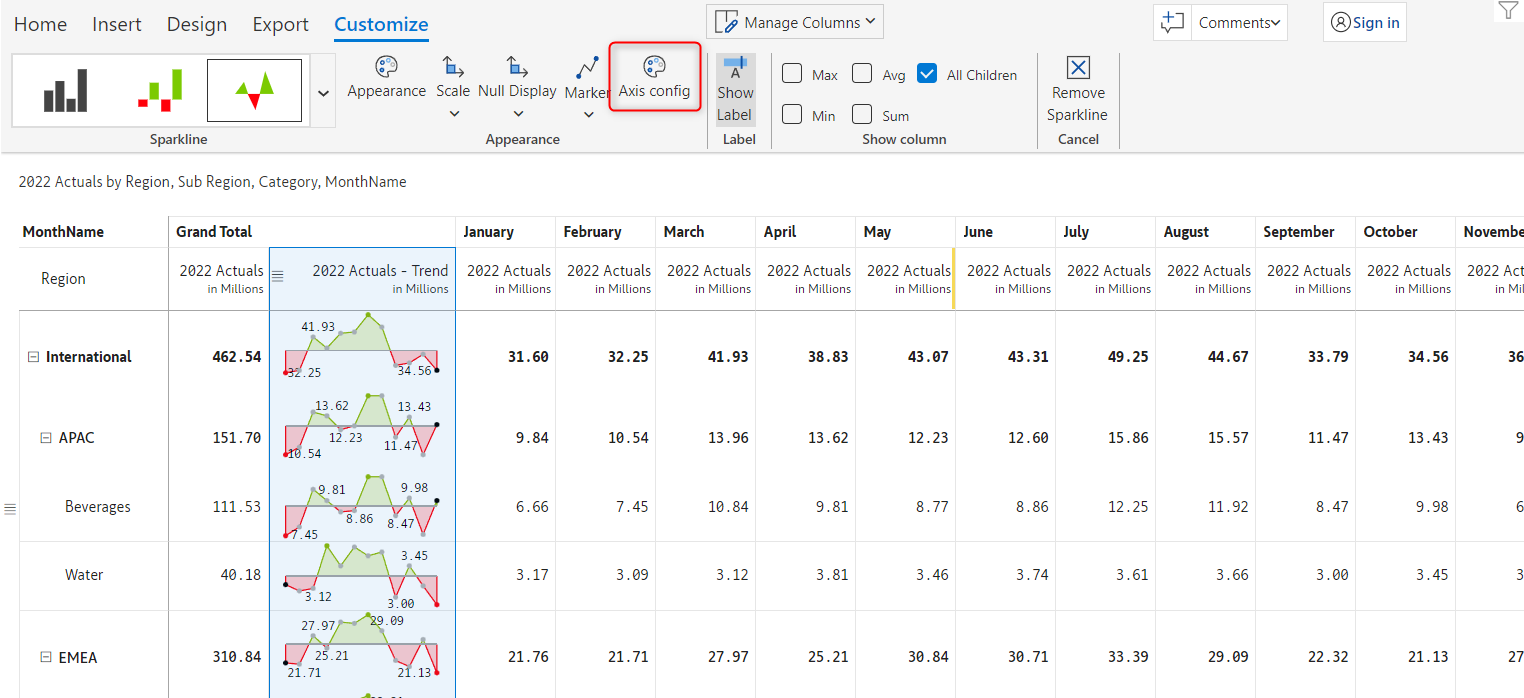 Home Insert Design Export Customize
Manage Columns
Comments
Sign in
Appearance Scale Null Display Marker Axis config
Show Label
Max Avg All Children
Min Sum
Remove Sparkline
Sparkline Appearance Label Show column Cancel
2022 Actuals by Region, Sub Region, Category, MonthName
MonthName Grand Total January February March April May June July August September October Novembe
Region 2022 Actuals 2022 Actuals - Trend 2022 Actuals 2022 Actuals 2022 Actuals 2022 Actuals 2022 Actuals 2022 Actuals 2022 Actuals 2022 Actuals 2022 Actuals 2022 Actuals 2022 Act
in Millions in Millions in Millions in Millions in Millions in Millions in Millions in Millions in Millions in Millions in Millions in Millions in Mi
41.93
International 462.54 31.60 32.25 41.93 38.83 43.07 43.31 49.25 44.67 33.79 34.56 36
32.25 34.56
13.62 13.43
APAC 151.70 12.23 9.84 10.54 13.96 13.62 12.23 12.60 15.86 15.57 11.47 13.43 9
10.54 11.47
9.81 9.98
Beverages 111.53 6.66 7.45 10.84 9.81 8.77 8.86 12.25 11.92 8.47 9.98 6
7.45 8.86 8.47
3.45
Water 40.18 3.17 3.09 3.12 3.81 3.46 3.74 3.61 3.66 3.00 3.45 3
3.12 3.00
27.97 29.09
EMEA 310.84 25.21 21.76 21.71 27.97 25.21 30.84 30.71 33.39 29.09 22.32 21.13 27
21.71 21.13